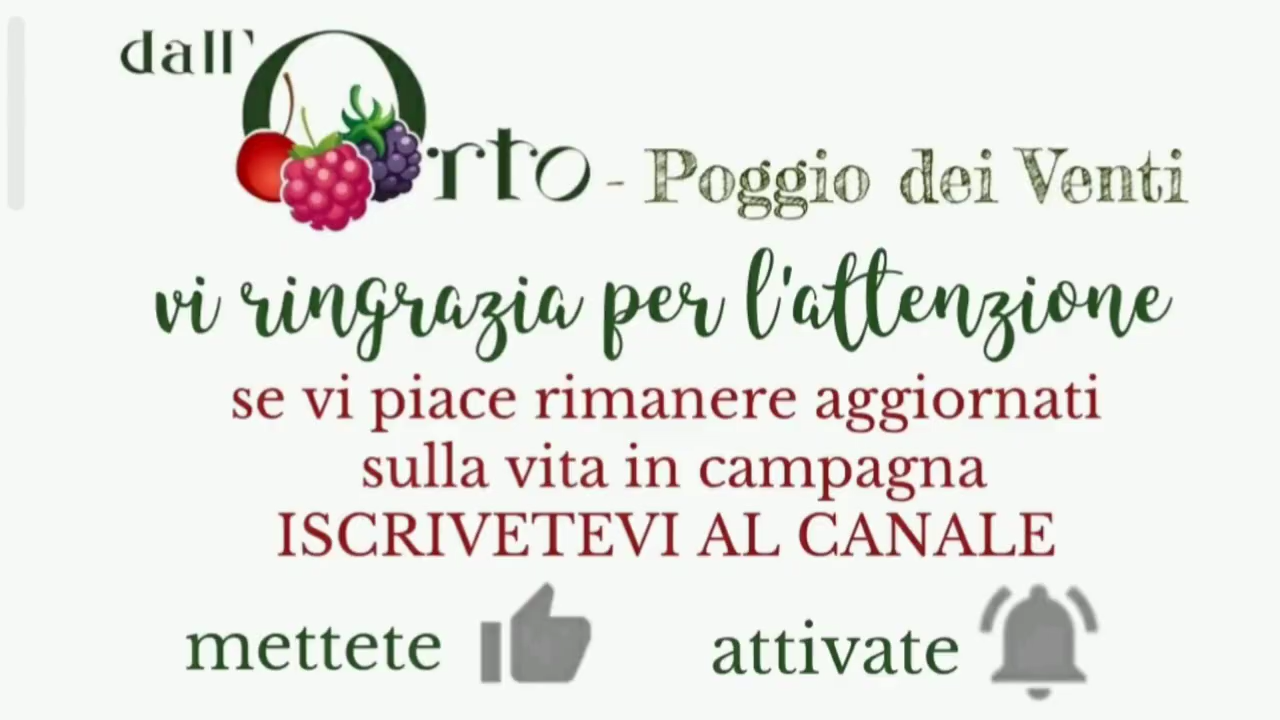 dall'Orto - Poggio dei Venti
vi ringrazia per l'attenzione
se vi piace rimanere aggiornati
sulla vita in campagna
ISCRIVETEVI AL CANALE
mettete attivate